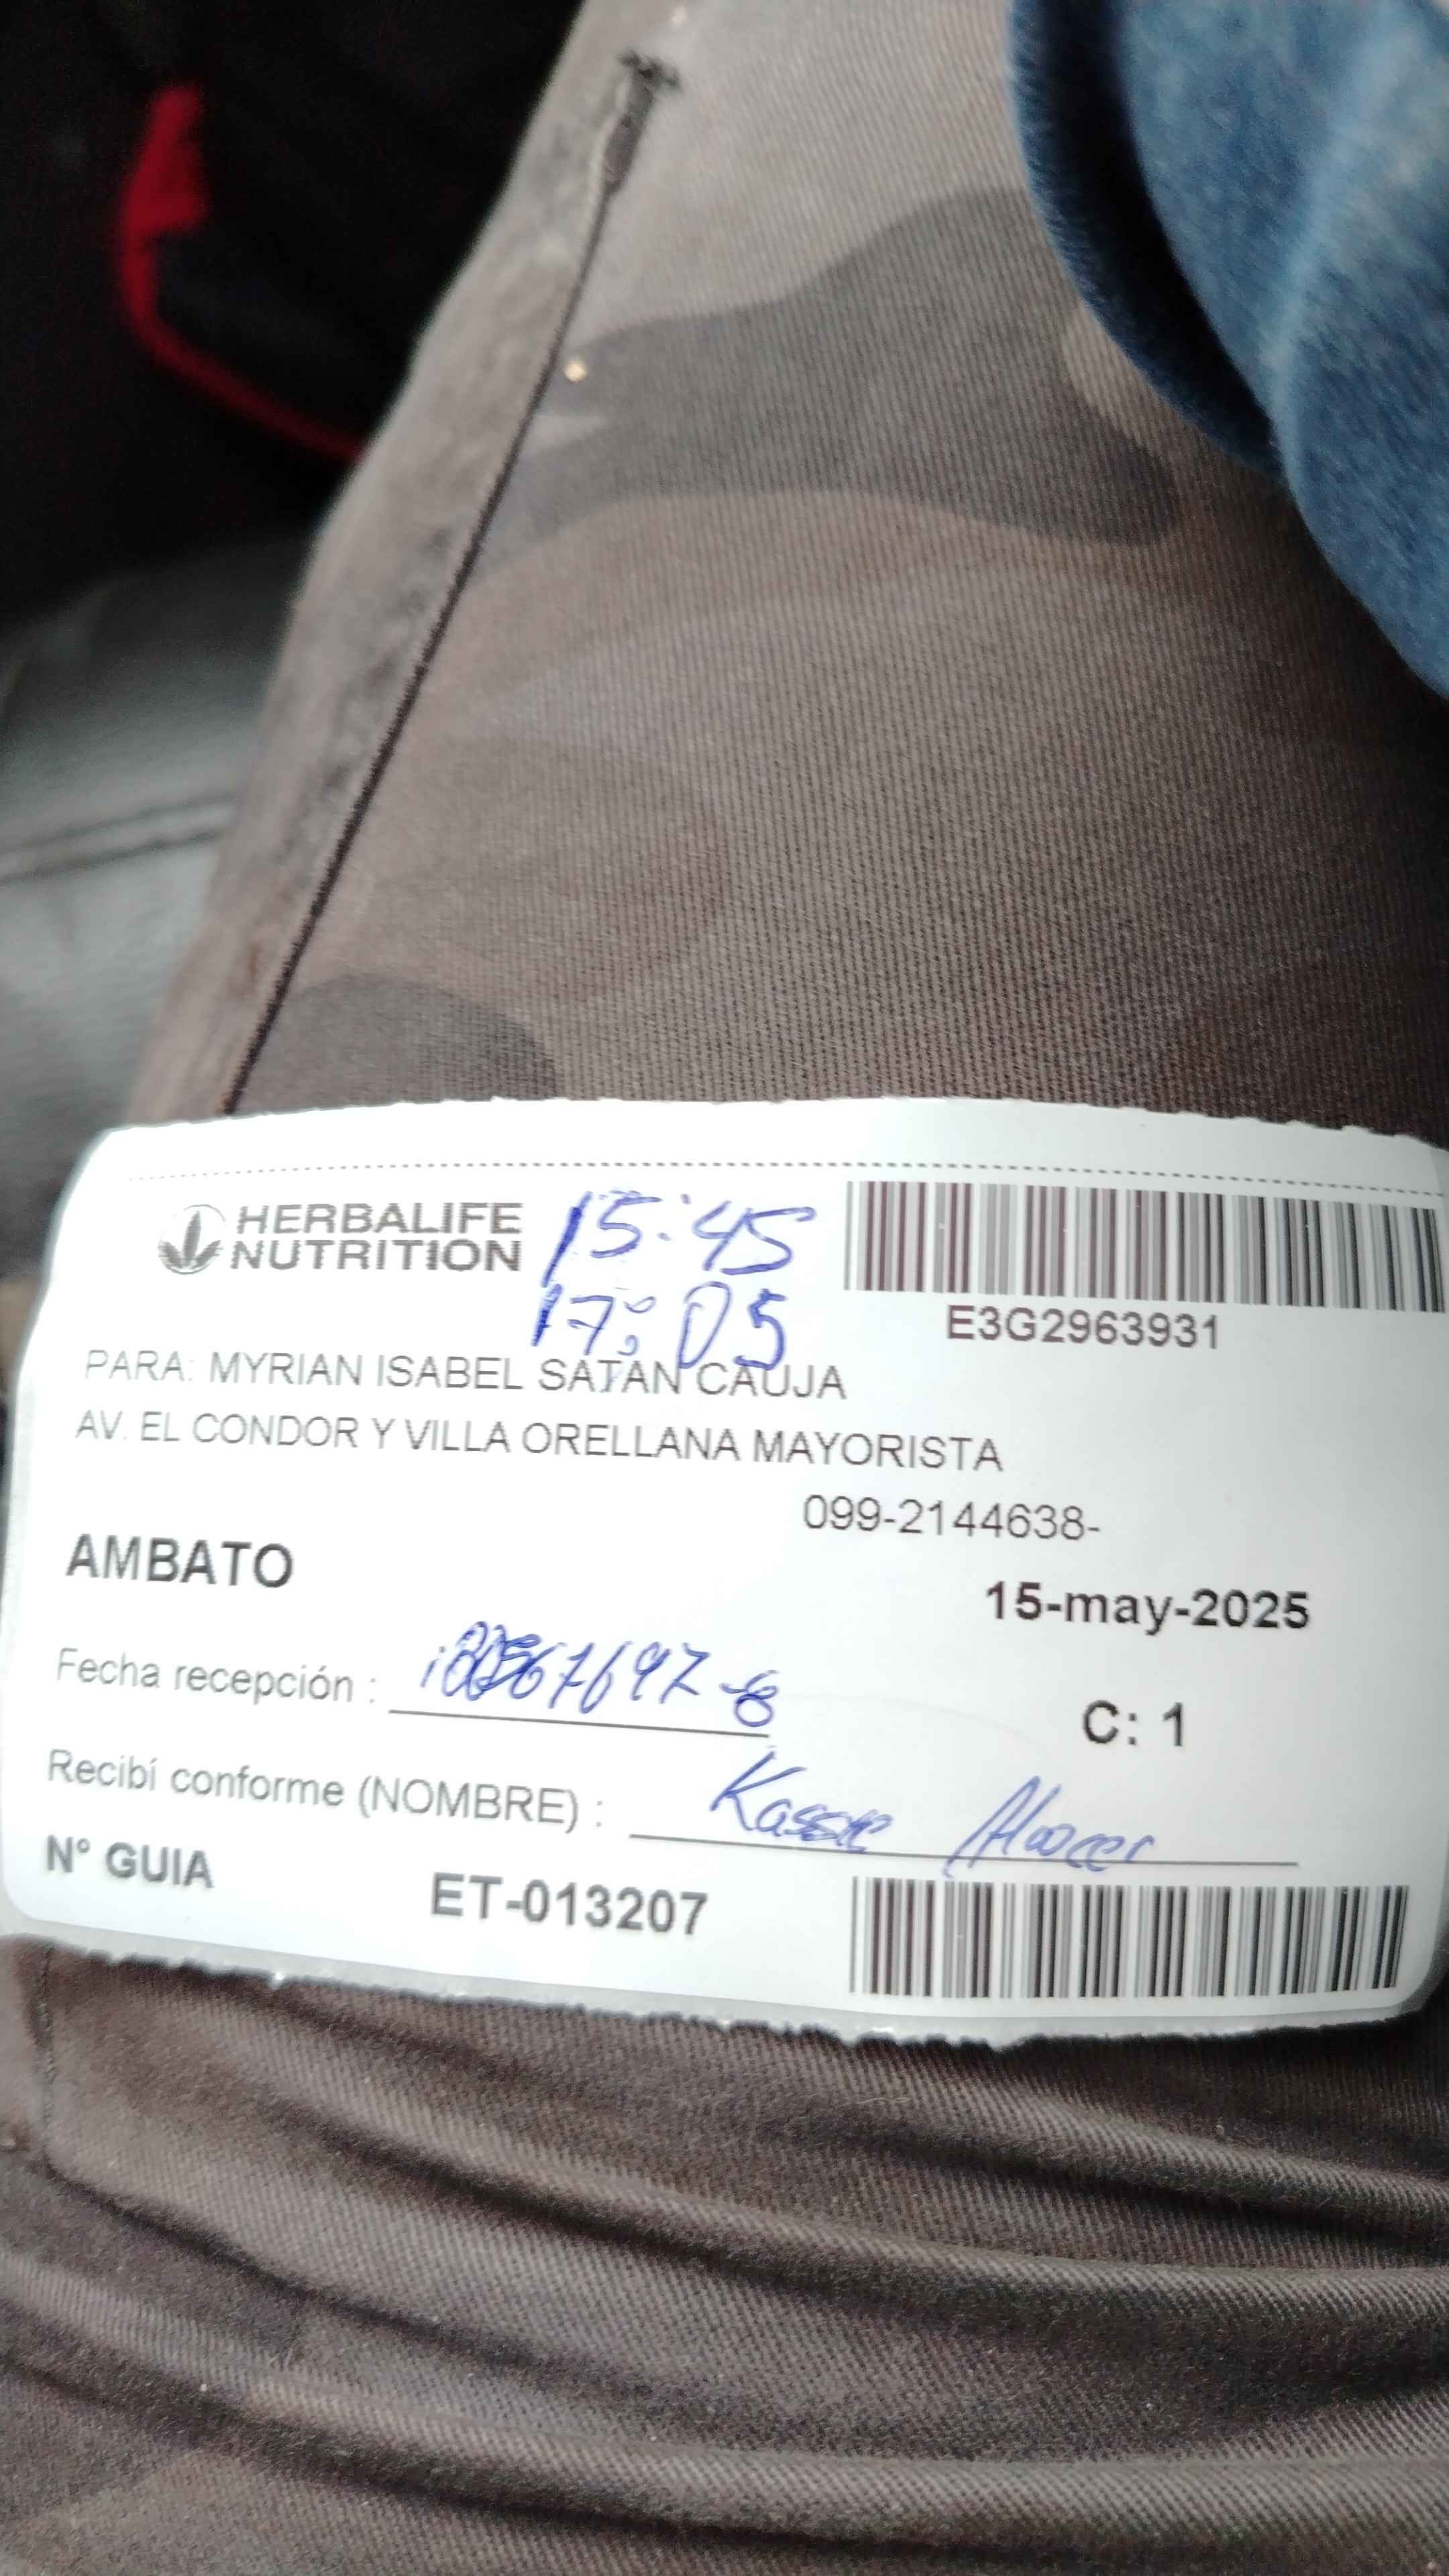 HERBALIFE
NUTRITION
15:45
17:05
E3G2963931
PARA: MYRIAN ISABEL SATAN CAUJA
AV. EL CONDOR Y VILLA ORELLANA MAYORISTA
099-2144638-
AMBATO
15-may-2025
Fecha recepción :
C: 1
Recibí conforme (NOMBRE) :
N° GUIA ET-013207